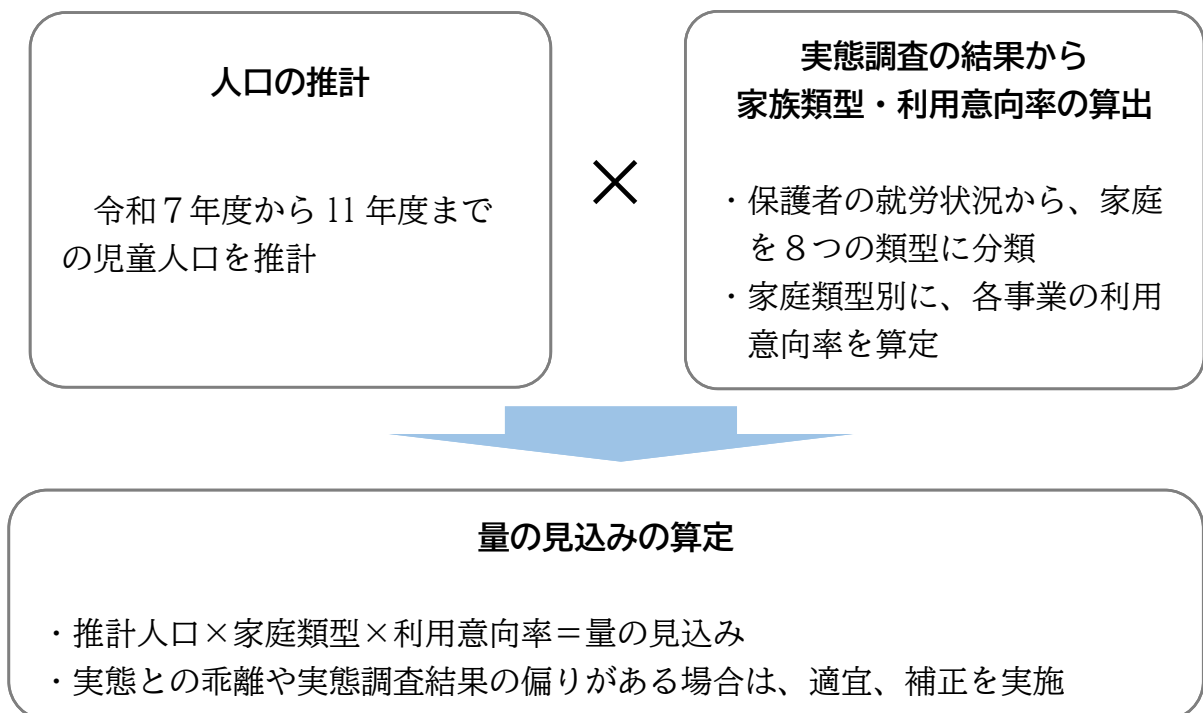 人口の推計
令和７年度から 11 年度まで
の児童人口を推計
×
実態調査の結果から
家族類型・利用意向率の算出
・保護者の就労状況から、家庭
を８つの類型に分類
・家庭類型別に、各事業の利用
意向率を算定
量の見込みの算定
・推計人口×家庭類型×利用意向率＝量の見込み
・実態との乖離や実態調査結果の偏りがある場合は、適宜、補正を実施